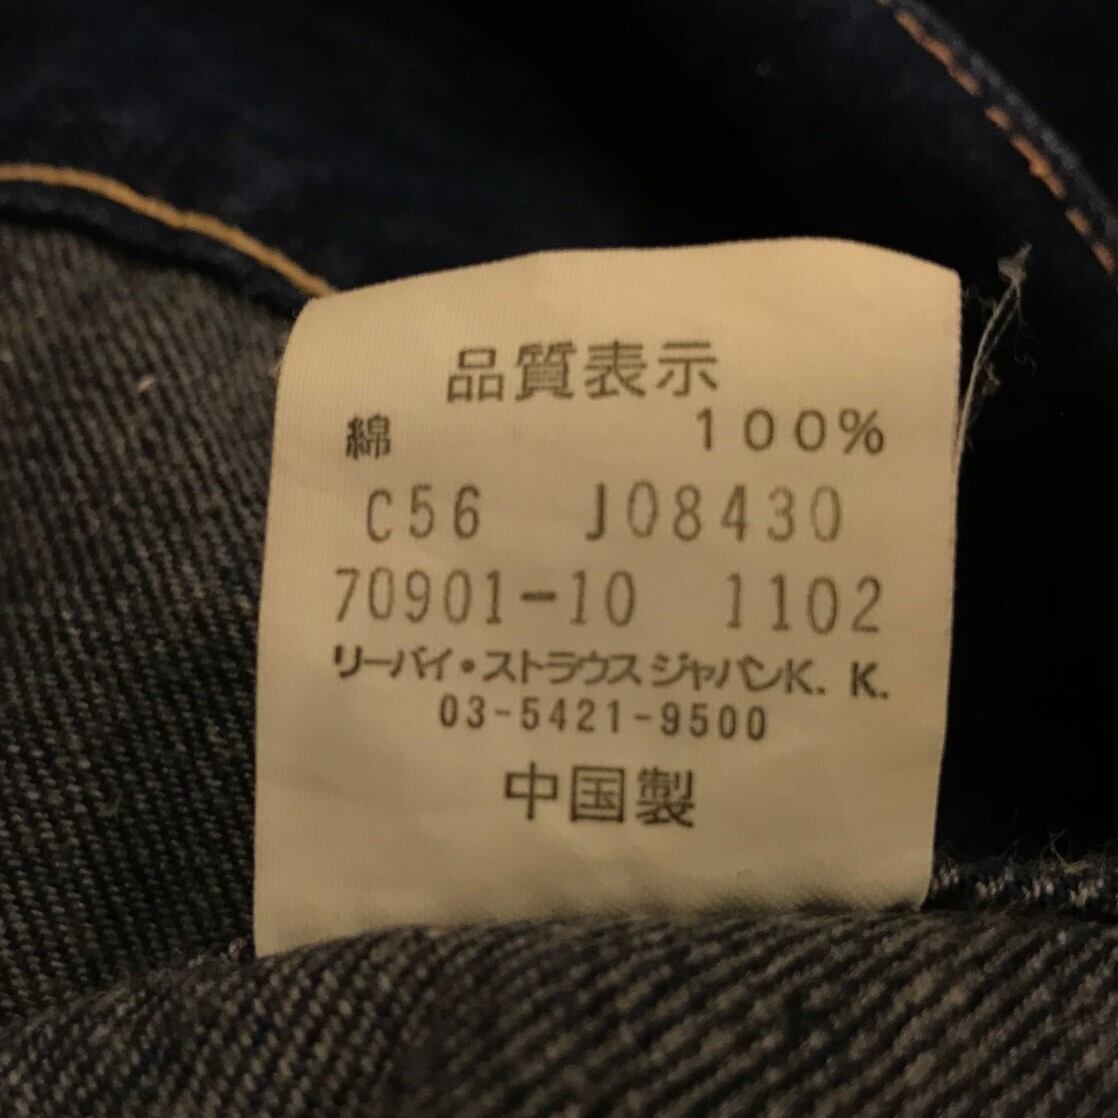 品質表示
綿 100%
C56 J08430
70901-10 1102
リーバイ・ストラウス ジャパンK. K.
03-5421-9500
中国製